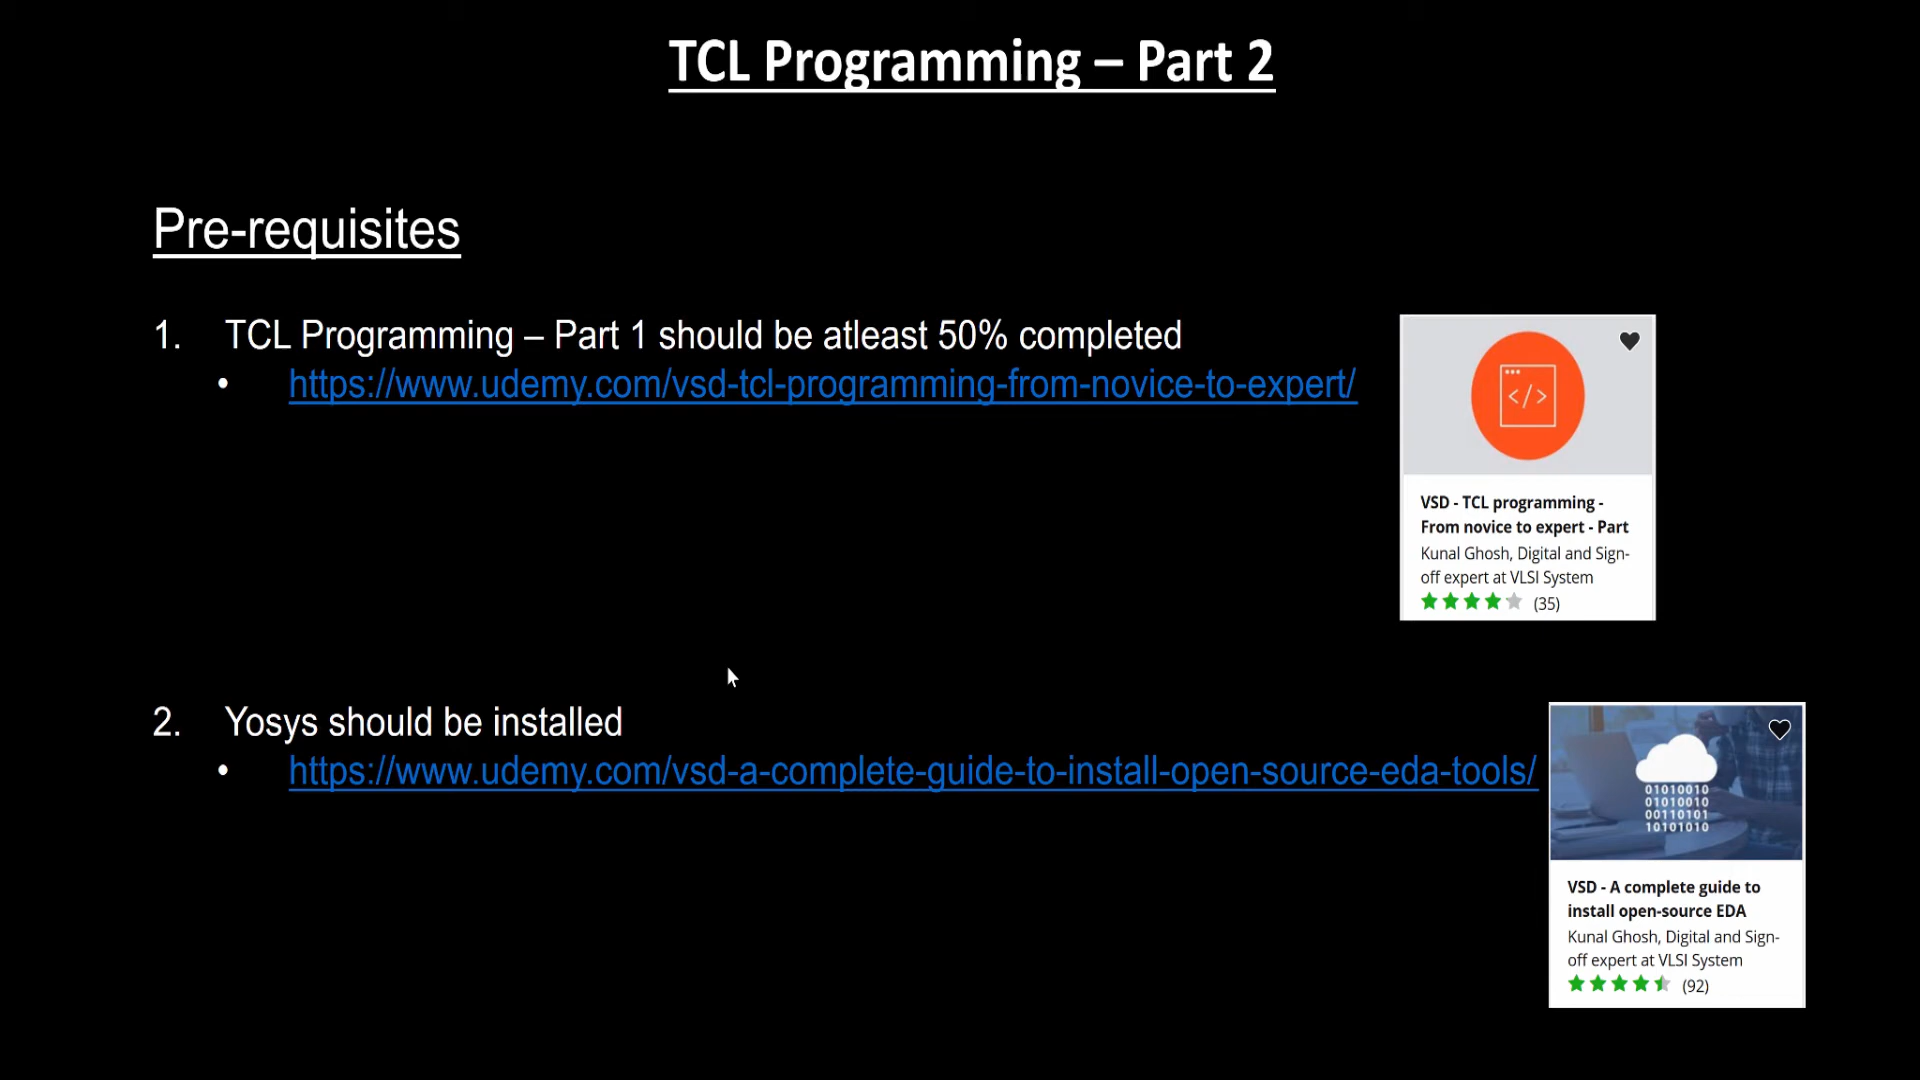 TCL Programming – Part 2
Pre-requisites
1. TCL Programming – Part 1 should be atleast 50% completed
• https://www.udemy.com/vsd-tcl-programming-from-novice-to-expert/
</>
VSD - TCL programming -
From novice to expert - Part
Kunal Ghosh, Digital and Sign-
off expert at VLSI System
(35)
2. Yosys should be installed
• https://www.udemy.com/vsd-a-complete-guide-to-install-open-source-eda-tools/
01010010
01010010
00110101
10101010
VSD - A complete guide to
install open-source EDA
Kunal Ghosh, Digital and Sign-
off expert at VLSI System
(92)